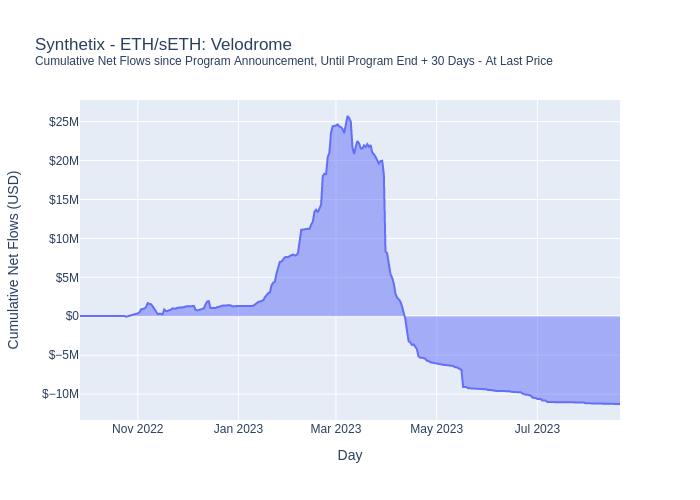 Synthetix - ETH/sETH: Velodrome
Cumulative Net Flows since Program Announcement, Until Program End + 30 Days - At Last Price
Cumulative Net Flows (USD)
$25M
$20M
$15M
$10M
$5M
$0
$−5M
$−10M
Nov 2022
Jan 2023
Mar 2023
May 2023
Jul 2023
Day